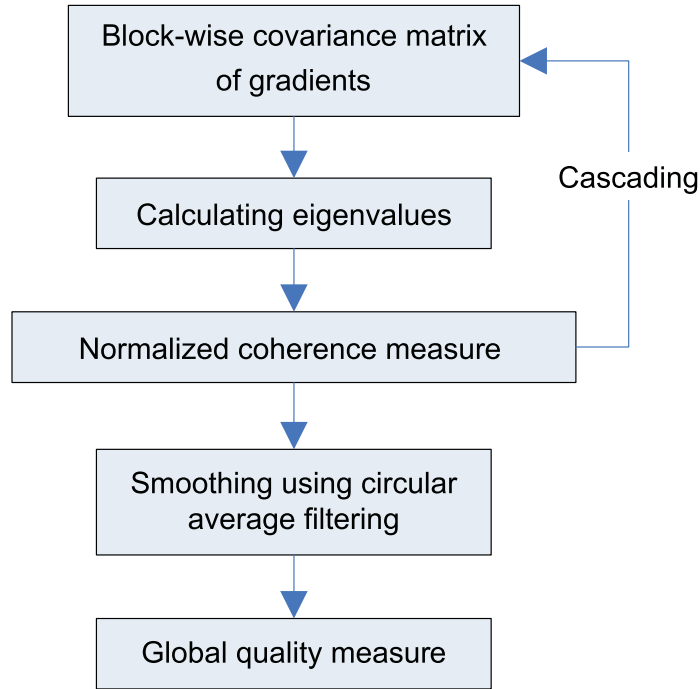 Block-wise covariance matrix
of gradients
Cascading
Calculating eigenvalues
Normalized coherence measure
Smoothing using circular
average filtering
Global quality measure